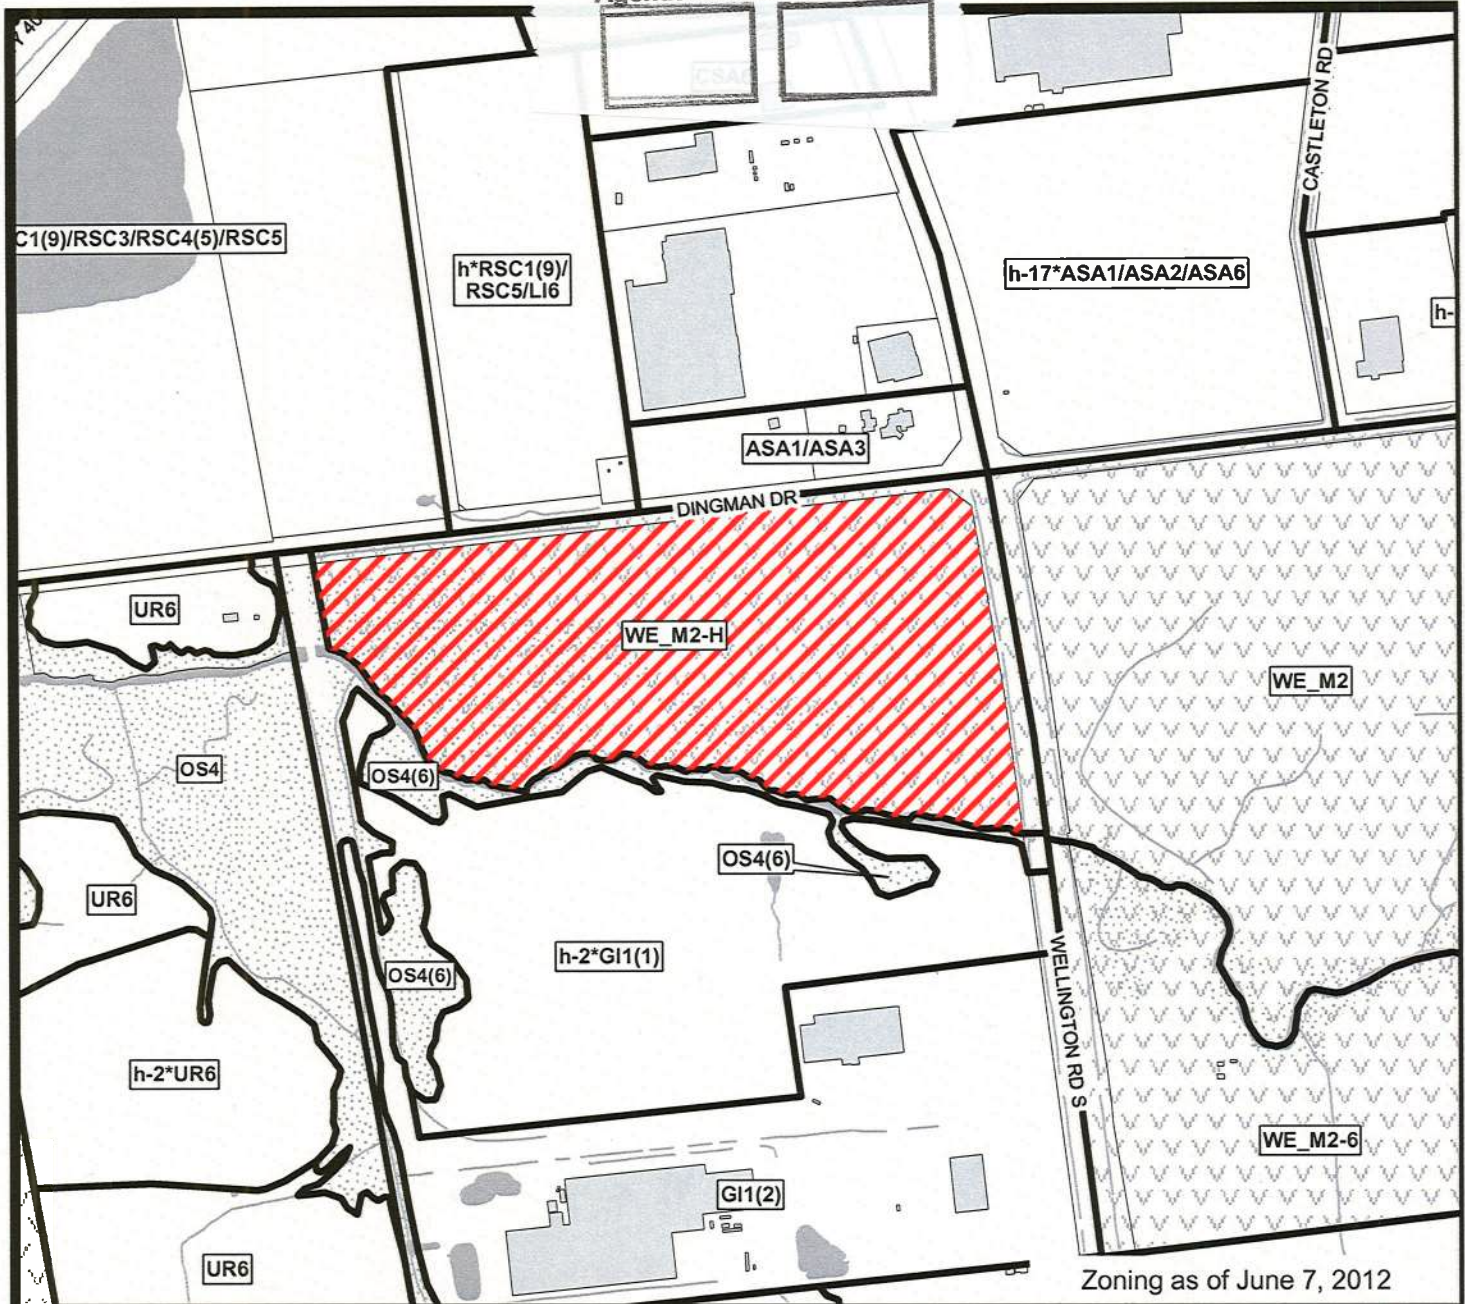 CSA6
CASTLETON RD
C1(9)/RSC3/RSC4(5)/RSC5
h*RSC1(9)/
RSC5/LI6
h-17*ASA1/ASA2/ASA6
h-
ASA1/ASA3
DINGMAN DR
UR6
WE_M2-H
WE_M2
OS4
OS4(6)
OS4(6)
UR6
h-2*GI1(1)
OS4(6)
WELLINGTON RD S
h-2*UR6
WE_M2-6
GI1(2)
UR6
Zoning as of June 7, 2012